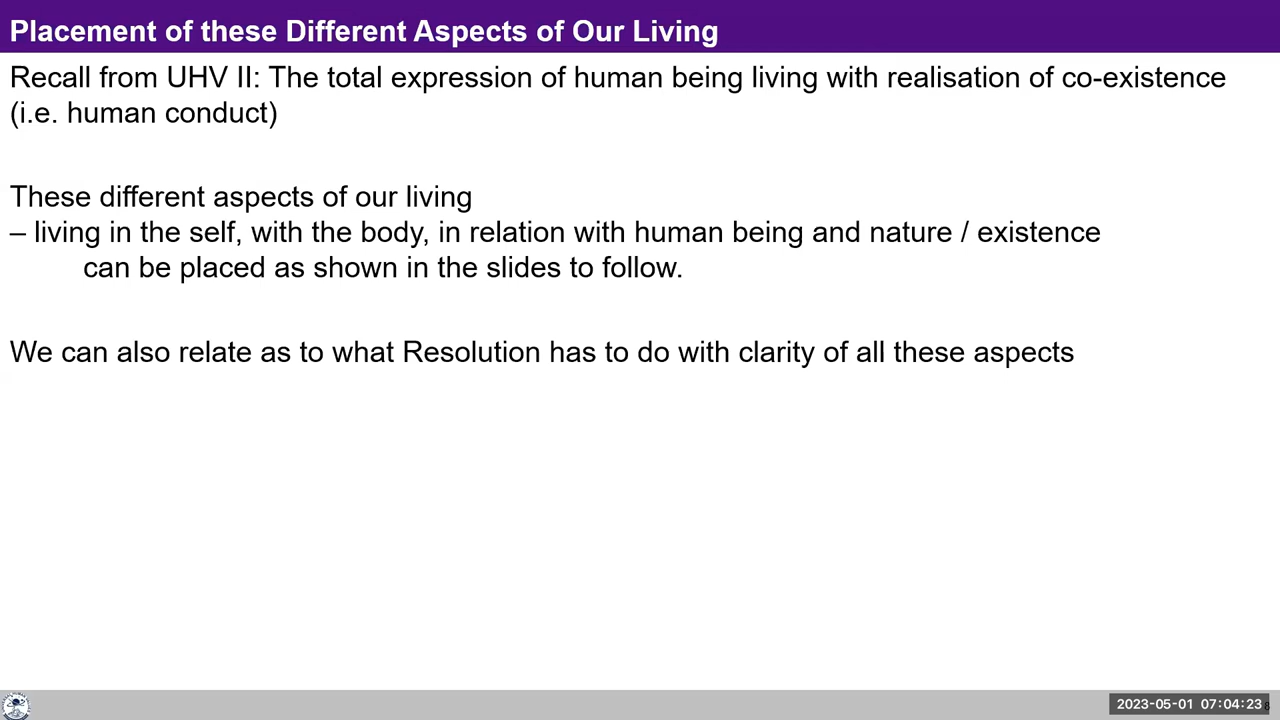 Placement of these Different Aspects of Our Living
Recall from UHV II: The total expression of human being living with realisation of co-existence
(i.e. human conduct)
These different aspects of our living
– living in the self, with the body, in relation with human being and nature / existence
can be placed as shown in the slides to follow.
We can also relate as to what Resolution has to do with clarity of all these aspects
2023-05-01 07:04:23
8